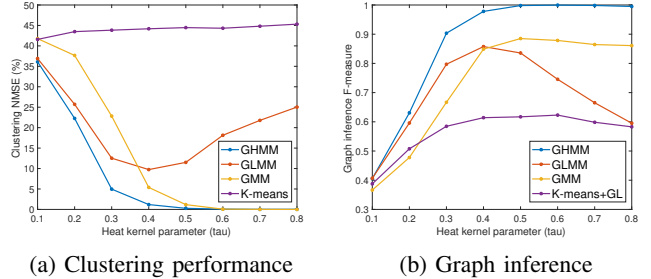 50
45
40
35
30
25
20
15
10
5
0
Clustering NMSE (%)
GHMM
GLMM
GMM
K-means
0.1 0.2 0.3 0.4 0.5 0.6 0.7 0.8
Heat kernel parameter (tau)
(a) Clustering performance
1
0.9
0.8
0.7
0.6
0.5
0.4
0.3
Graph inference F-measure
GHMM
GLMM
GMM
K-means+GL
0.1 0.2 0.3 0.4 0.5 0.6 0.7 0.8
Heat kernel parameter (tau)
(b) Graph inference